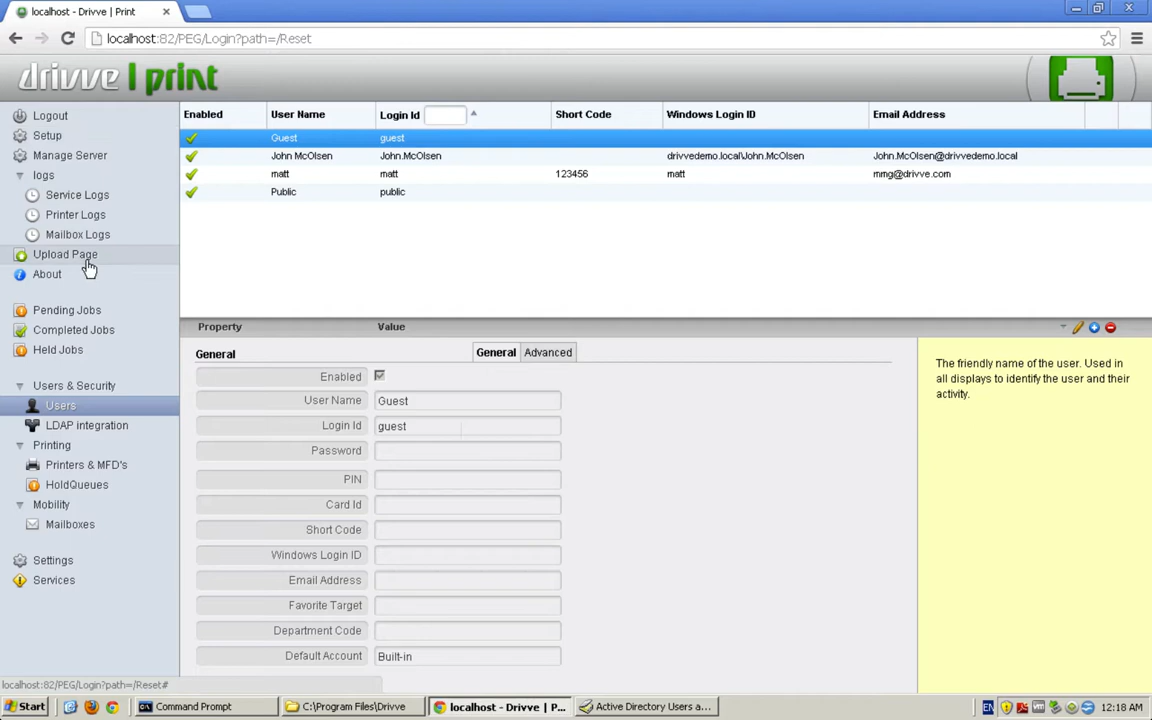 localhost - Drivve | Print
localhost:82/PEG/Login?path=/Reset
drivve | print
Logout
Setup
Manage Server
logs
Service Logs
Printer Logs
Mailbox Logs
Upload Page
About
Pending Jobs
Completed Jobs
Held Jobs
Users & Security
Users
LDAP integration
Printing
Printers & MFD's
HoldQueues
Mobility
Mailboxes
Settings
Services
Enabled User Name Login Id Short Code Windows Login ID Email Address
Guest guest
John McOlsen John.McOlsen drivvedemo.local\John.McOlsen John.McOlsen@drivvedemo.local
matt matt 123456 matt mmg@drivve.com
Public public
Property Value
General General Advanced
Enabled
User Name Guest
Login Id guest
Password
PIN
Card Id
Short Code
Windows Login ID
Email Address
Favorite Target
Department Code
Default Account Built-in
The friendly name of the user. Used in
all displays to identify the user and their
activity.
localhost:82/PEG/Login?path=/Reset#
Start Command Prompt C:\Program Files\Drivve localhost - Drivve | P... Active Directory Users a... EN 12:18 AM